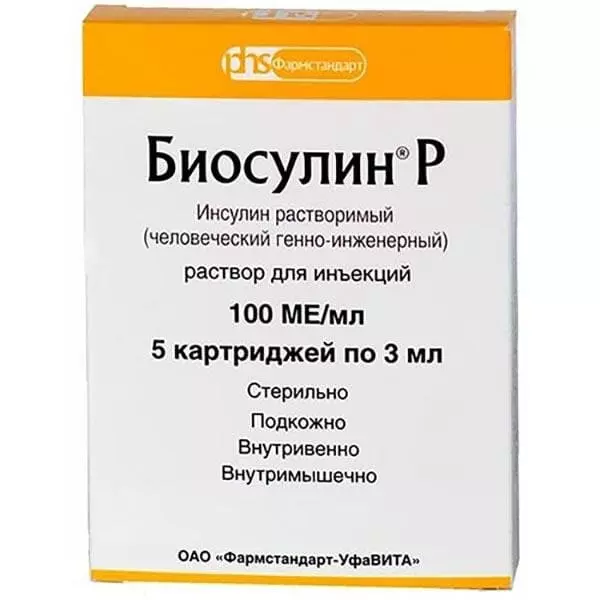 phs Фармстандарт
Биосулин® Р
Инсулин растворимый
(человеческий генно-инженерный)
раствор для инъекций
100 МЕ/мл
5 картриджей по 3 мл
Стерильно
Подкожно
Внутривенно
Внутримышечно
ОАО «Фармстандарт-УфаВИТА»